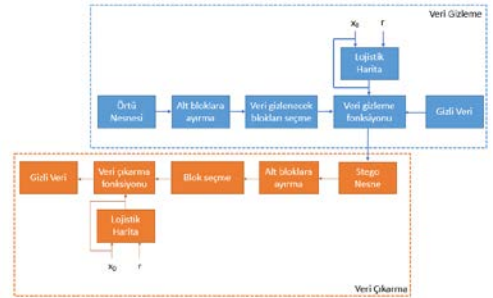 Veri Gizleme
x₀ r
Lojistik
Harita
Örtü
Nesnesi
Alt bloklara
ayırma
Veri gizlenecek
blokları seçme
Veri gizleme
fonksiyonu
Gizli Veri
Gizli Veri
Veri çıkarma
fonksiyonu
Blok seçme
Alt bloklara
ayırma
Stego
Nesne
Lojistik
Harita
x₀ r
Veri Çıkarma